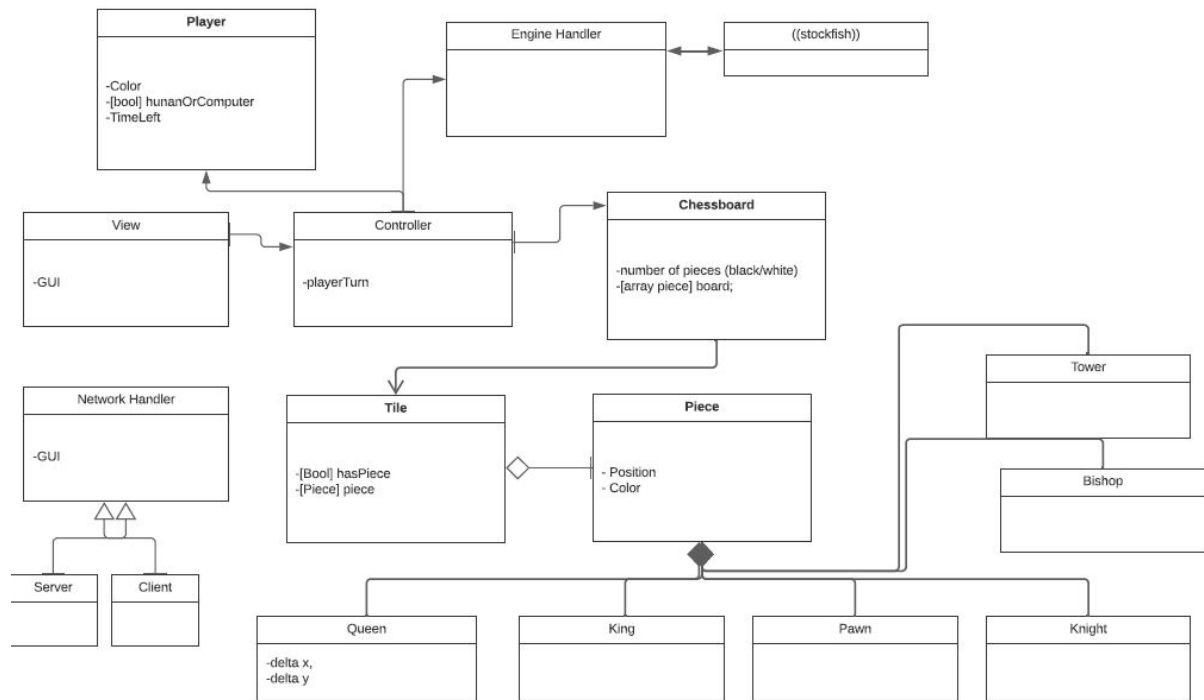 Player
-Color
-[bool] hunanOrComputer
-TimeLeft
Engine Handler
((stockfish))
View
-GUI
Controller
-playerTurn
Chessboard
-number of pieces (black/white)
-[array piece] board;
Network Handler
-GUI
Server
Client
Tile
-[Bool] hasPiece
-[Piece] piece
Piece
- Position
- Color
Tower
Bishop
Queen
-delta x,
-delta y
King
Pawn
Knight